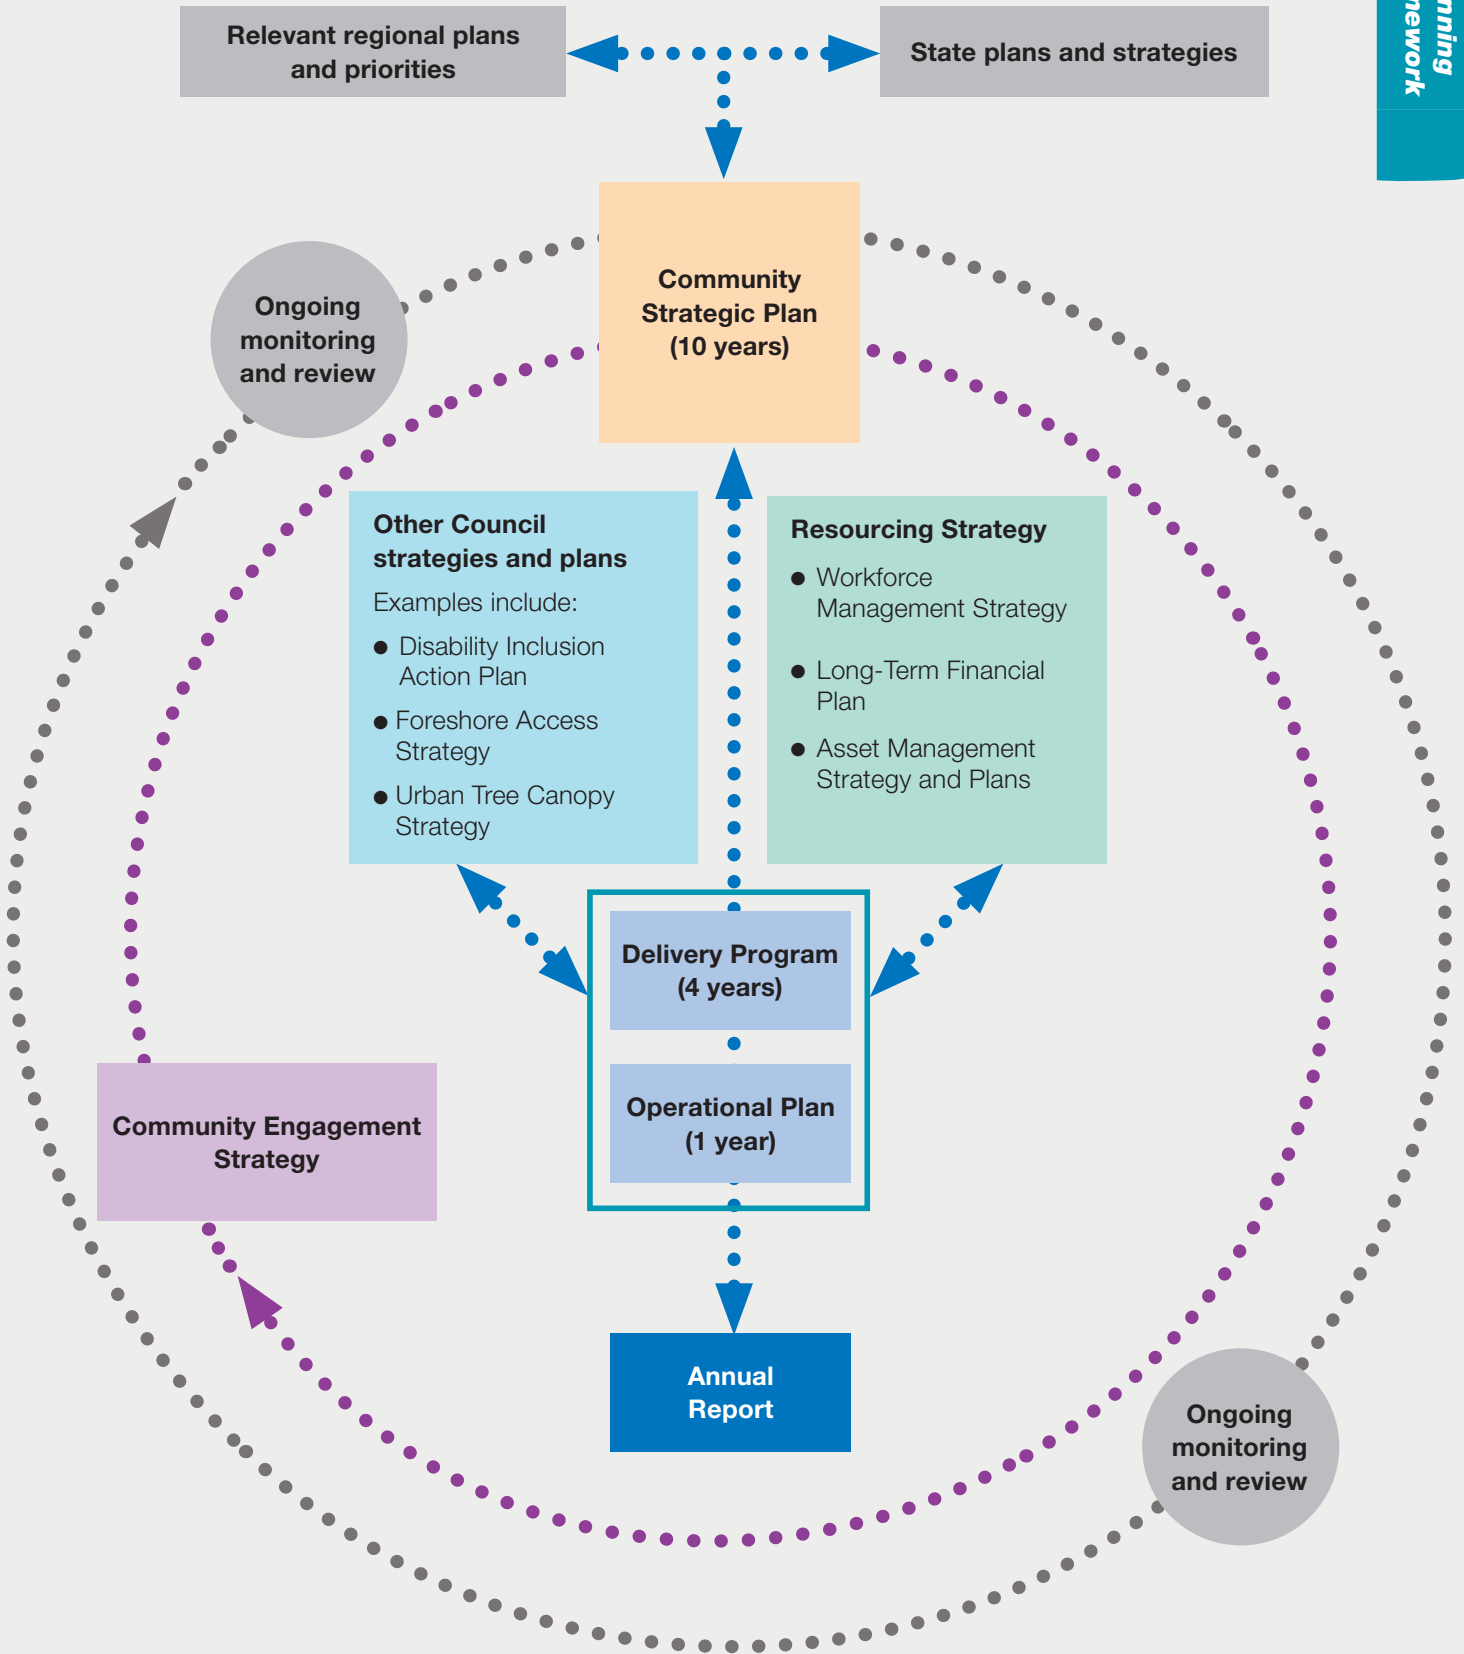 Relevant regional plans
and priorities
State plans and strategies
Community
Strategic Plan
(10 years)
Ongoing
monitoring
and review
Other Council
strategies and plans
Examples include:
● Disability Inclusion
Action Plan
● Foreshore Access
Strategy
● Urban Tree Canopy
Strategy
Resourcing Strategy
● Workforce
Management Strategy
● Long-Term Financial
Plan
● Asset Management
Strategy and Plans
Delivery Program
(4 years)
Operational Plan
(1 year)
Community Engagement
Strategy
Annual
Report
Ongoing
monitoring
and review